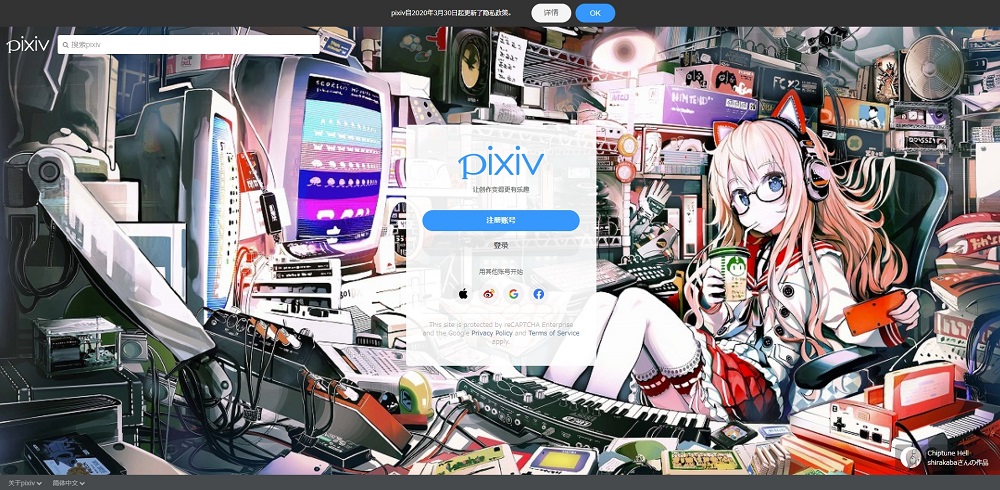 pixiv自2020年3月30日起更新了隐私政策。
详情
OK
pixiv
搜索pixiv
FC X2
NINTENDO
pixiv
让创作变得更有乐趣
注册账号
登录
用其他账号开始
This site is protected by reCAPTCHA Enterprise
and the Google Privacy Policy and Terms of Service
apply.
Chiptune Hell
shirakabaさんの作品
关于pixiv
简体中文